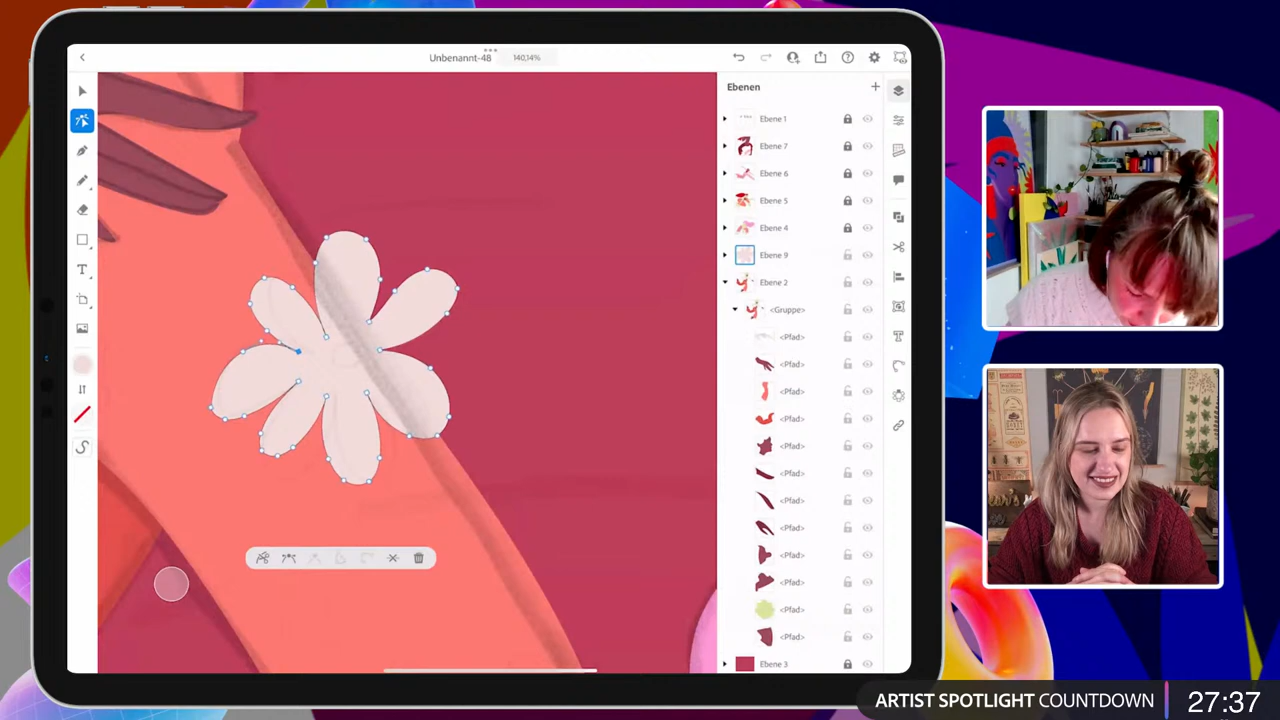 Unbenannt-48
140,14%
Ebenen
Ebene 1
Ebene 7
Ebene 6
Ebene 5
Ebene 4
Ebene 9
Ebene 2
<Gruppe>
<Pfad>
<Pfad>
<Pfad>
<Pfad>
<Pfad>
<Pfad>
<Pfad>
<Pfad>
<Pfad>
<Pfad>
<Pfad>
<Pfad>
Ebene 3
ARTIST SPOTLIGHT COUNTDOWN
27:37